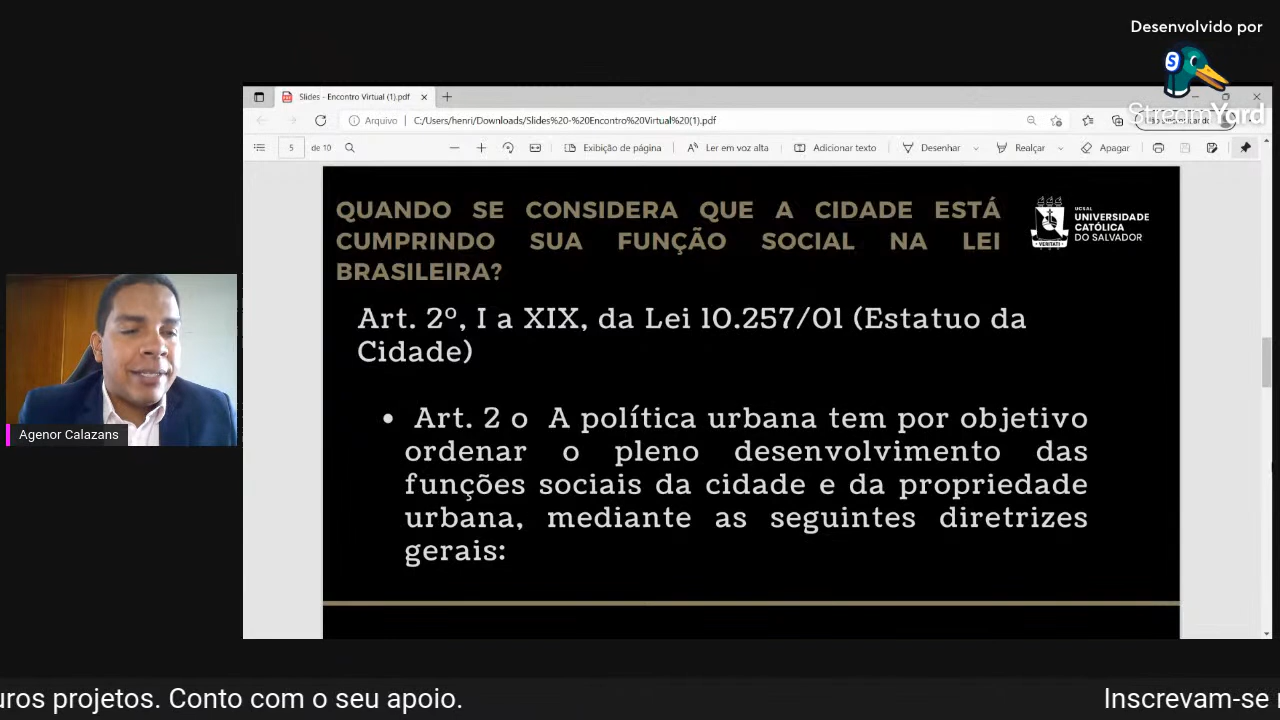 Desenvolvido por
S
StreamYard
Slides - Encontro Virtual (1).pdf
Arquivo
C:/Users/henri/Downloads/Slides%20-%20Encontro%20Virtual%20(1).pdf
5 de 10
Exibição de página
Ler em voz alta
Adicionar texto
Desenhar
Realçar
Apagar
QUANDO SE CONSIDERA QUE A CIDADE ESTÁ
CUMPRINDO SUA FUNÇÃO SOCIAL NA LEI
BRASILEIRA?
UCSAL
UNIVERSIDADE
CATÓLICA
DO SALVADOR
VERITATI
Art. 2º, I a XIX, da Lei 10.257/01 (Estatuo da
Cidade)
• Art. 2 o A política urbana tem por objetivo
ordenar o pleno desenvolvimento das
funções sociais da cidade e da propriedade
urbana, mediante as seguintes diretrizes
gerais:
Agenor Calazans
uros projetos. Conto com o seu apoio.
Inscrevam-se